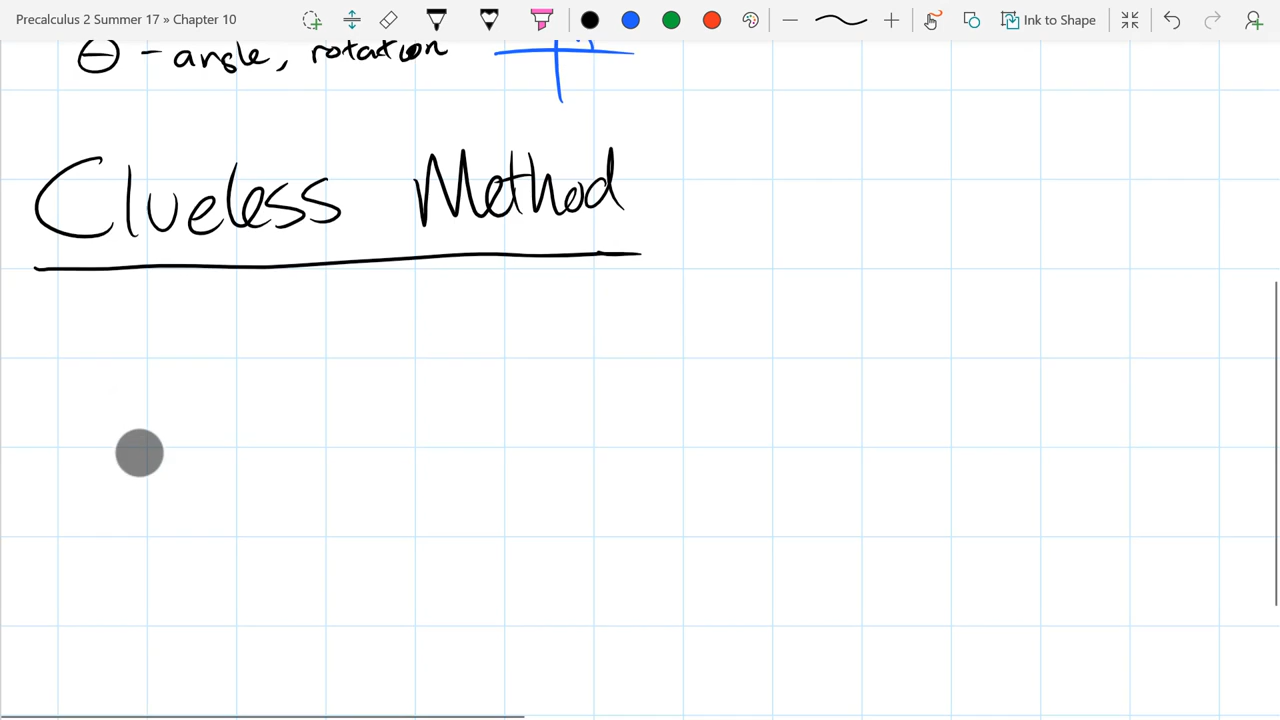 Precalculus 2 Summer 17 » Chapter 10
Ink to Shape
Θ - angle, rotation
Clueless Method